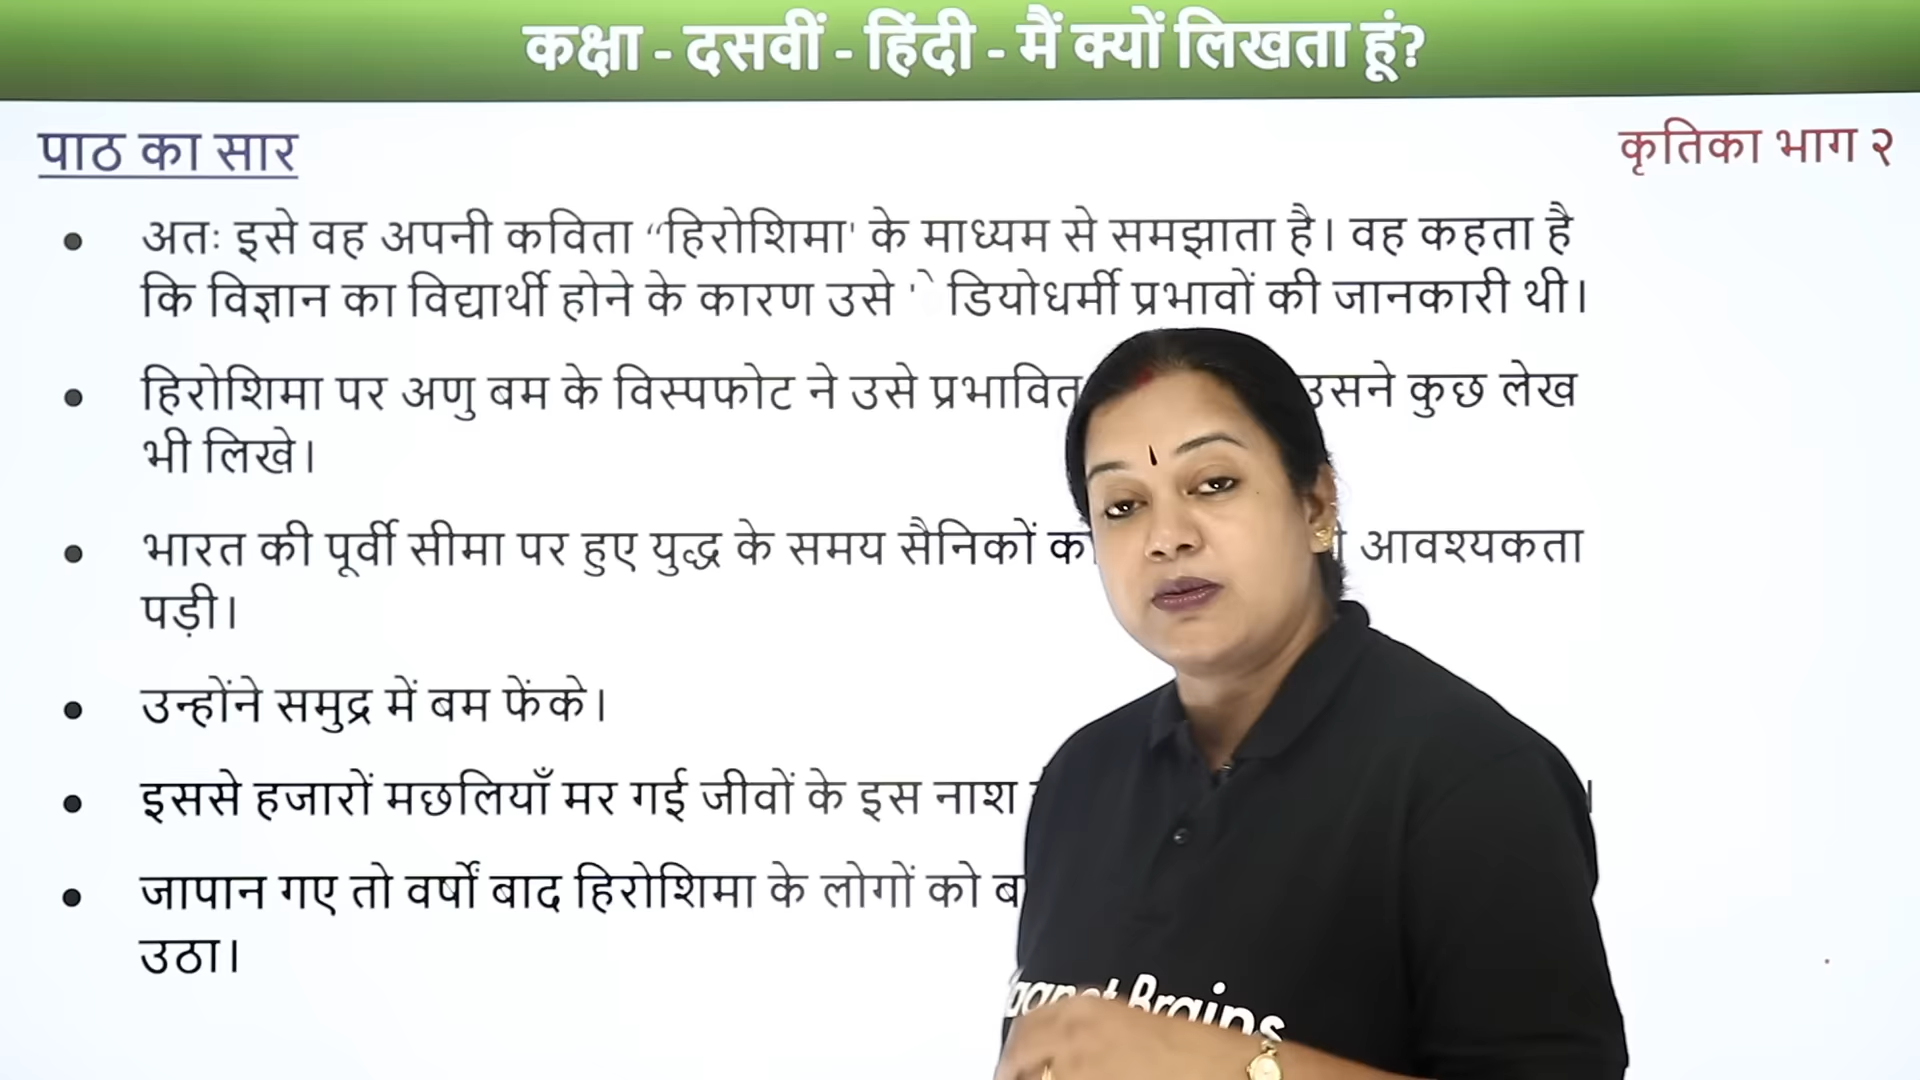 कक्षा - दसवीं - हिंदी - मैं क्यों लिखता हूं?
पाठ का सार
कृतिका भाग २
• अतः इसे वह अपनी कविता “हिरोशिमा' के माध्यम से समझाता है। वह कहता है
कि विज्ञान का विद्यार्थी होने के कारण उसे डियोधर्मी प्रभावों की जानकारी थी।
• हिरोशिमा पर अणु बम के विस्पफोट ने उसे प्रभावित उसने कुछ लेख
भी लिखे।
• भारत की पूर्वी सीमा पर हुए युद्ध के समय सैनिकों आवश्यकता
पड़ी।
• उन्होंने समुद्र में बम फेंके।
• इससे हजारों मछलियाँ मर गई जीवों के इस नाश
• जापान गए तो वर्षों बाद हिरोशिमा के लोगों को
उठा।
Brains